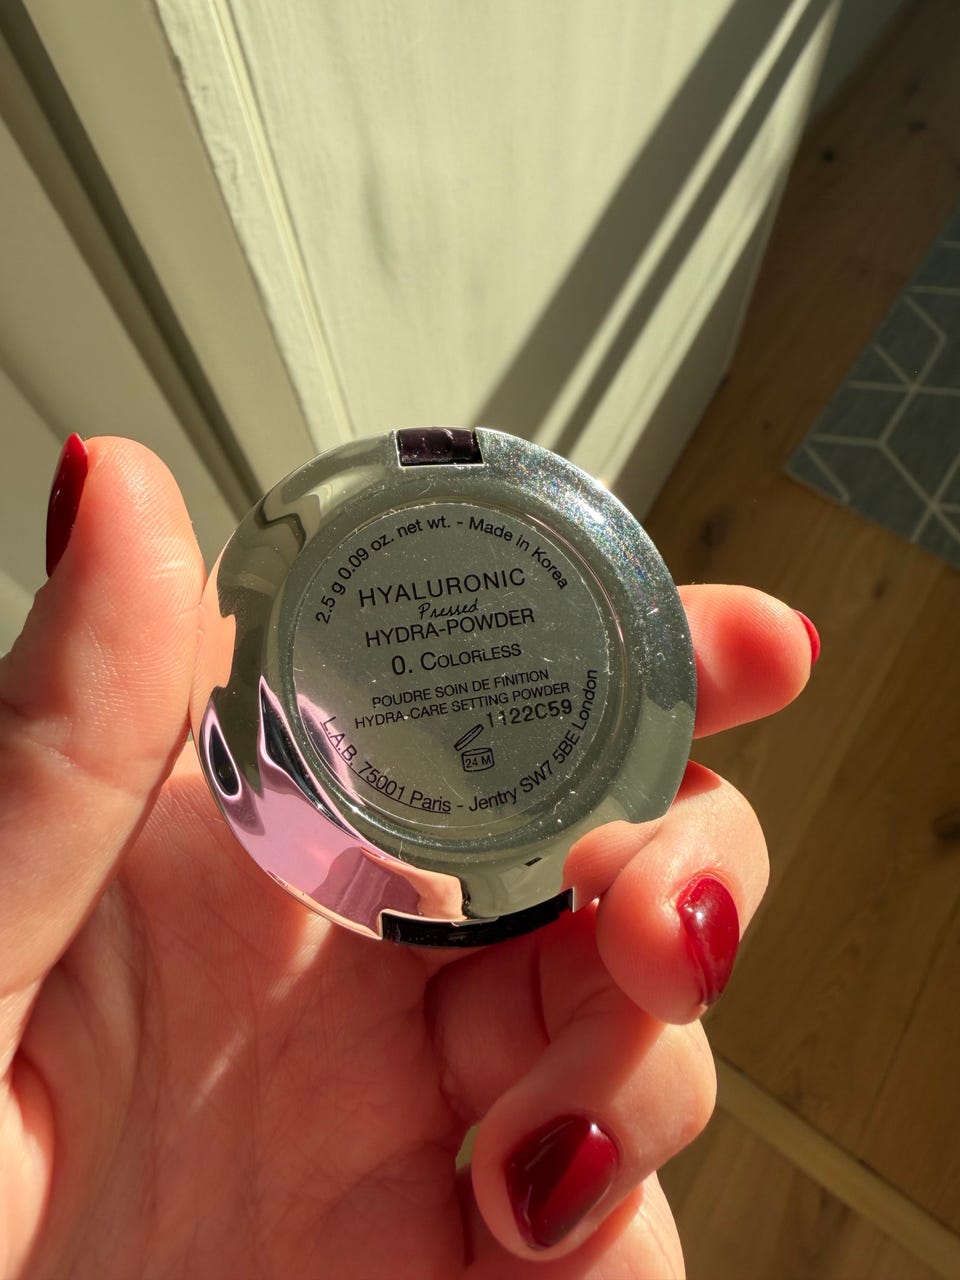 2.5 g 0.09 oz. net wt. - Made in Korea
HYALURONIC
Pressed
HYDRA-POWDER
0. COLORLESS
POUDRE SOIN DE FINITION
HYDRA-CARE SETTING POWDER
1122C59
24 M
L.A.B. 75001 Paris - Jentry SW7 5BE London